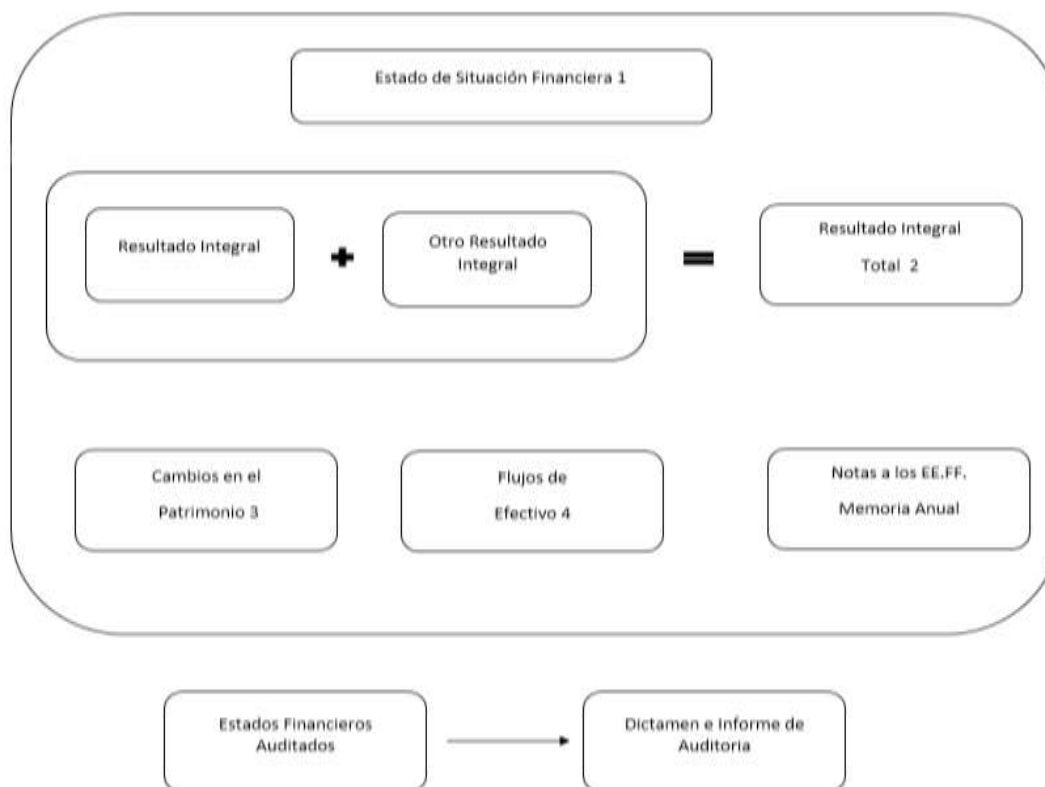 Estado de Situación Financiera 1
Resultado Integral
Otro Resultado
Integral
Resultado Integral
Total 2
Cambios en el
Patrimonio 3
Flujos de
Efectivo 4
Notas a los EE.FF.
Memoria Anual
Estados Financieros
Auditados
Dictamen e Informe de
Auditoria